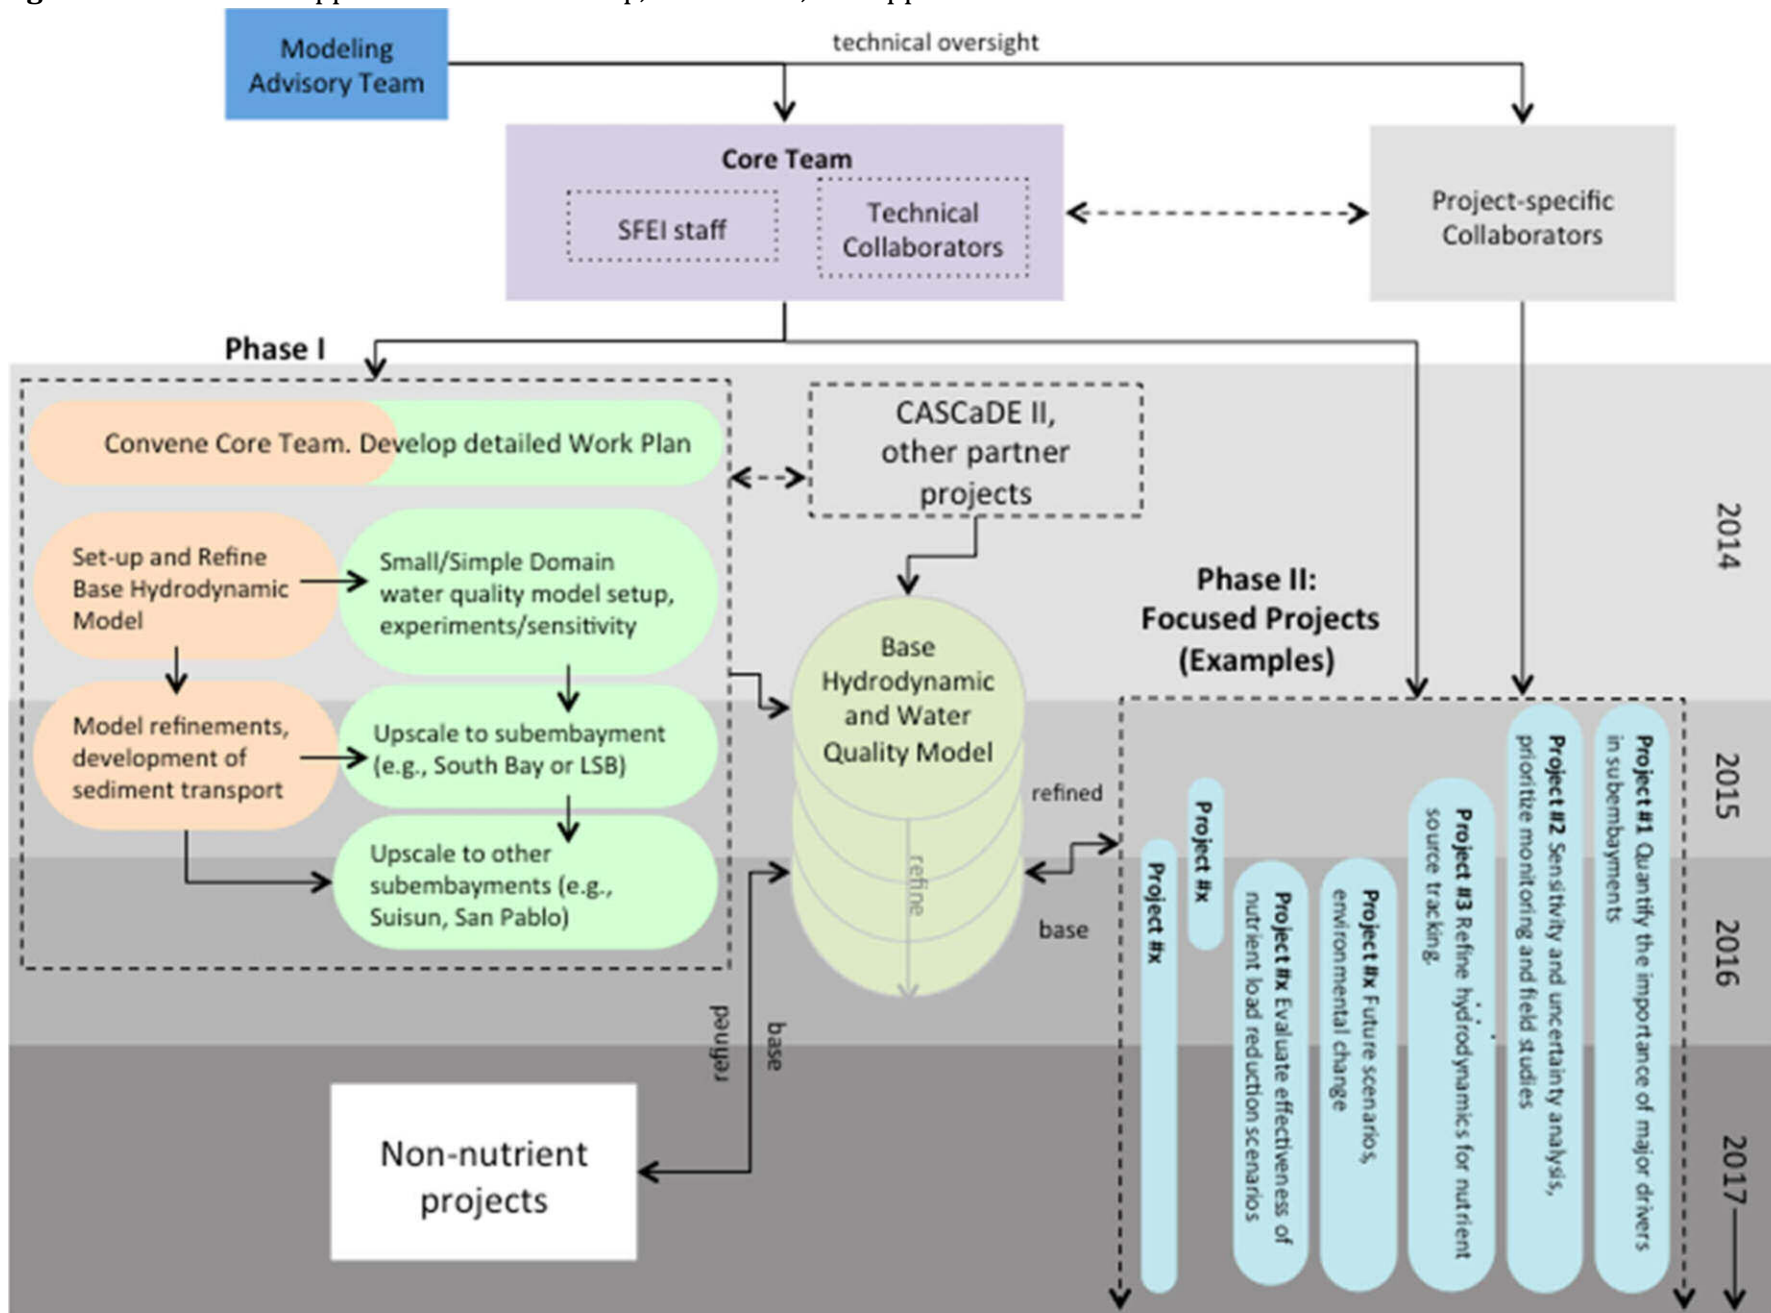 Modeling
Advisory Team
technical oversight
Core Team
SFEI staff
Technical
Collaborators
Project-specific
Collaborators
Phase I
Convene Core Team. Develop detailed Work Plan
Set-up and Refine
Base Hydrodynamic
Model
Small/Simple Domain
water quality model setup,
experiments/sensitivity
Model refinements,
development of
sediment transport
Upscale to subembayment
(e.g., South Bay or LSB)
Upscale to other
subembayments (e.g.,
Suisun, San Pablo)
CASCaDE II,
other partner
projects
Base
Hydrodynamic
and Water
Quality Model
refine
refined
base
refined
base
Non-nutrient
projects
Phase II:
Focused Projects
(Examples)
Project #1 Quantify the importance of major drivers
in subembayments
Project #2 Sensitivity and uncertainty analysis,
prioritize monitoring and field studies
Project #3 Refine hydrodynamics for nutrient
source tracking.
Project #x Future scenarios,
environmental change
Project #x Evaluate effectiveness of
nutrient load reduction scenarios
Project #x
Project #x
2014
2015
2016
2017